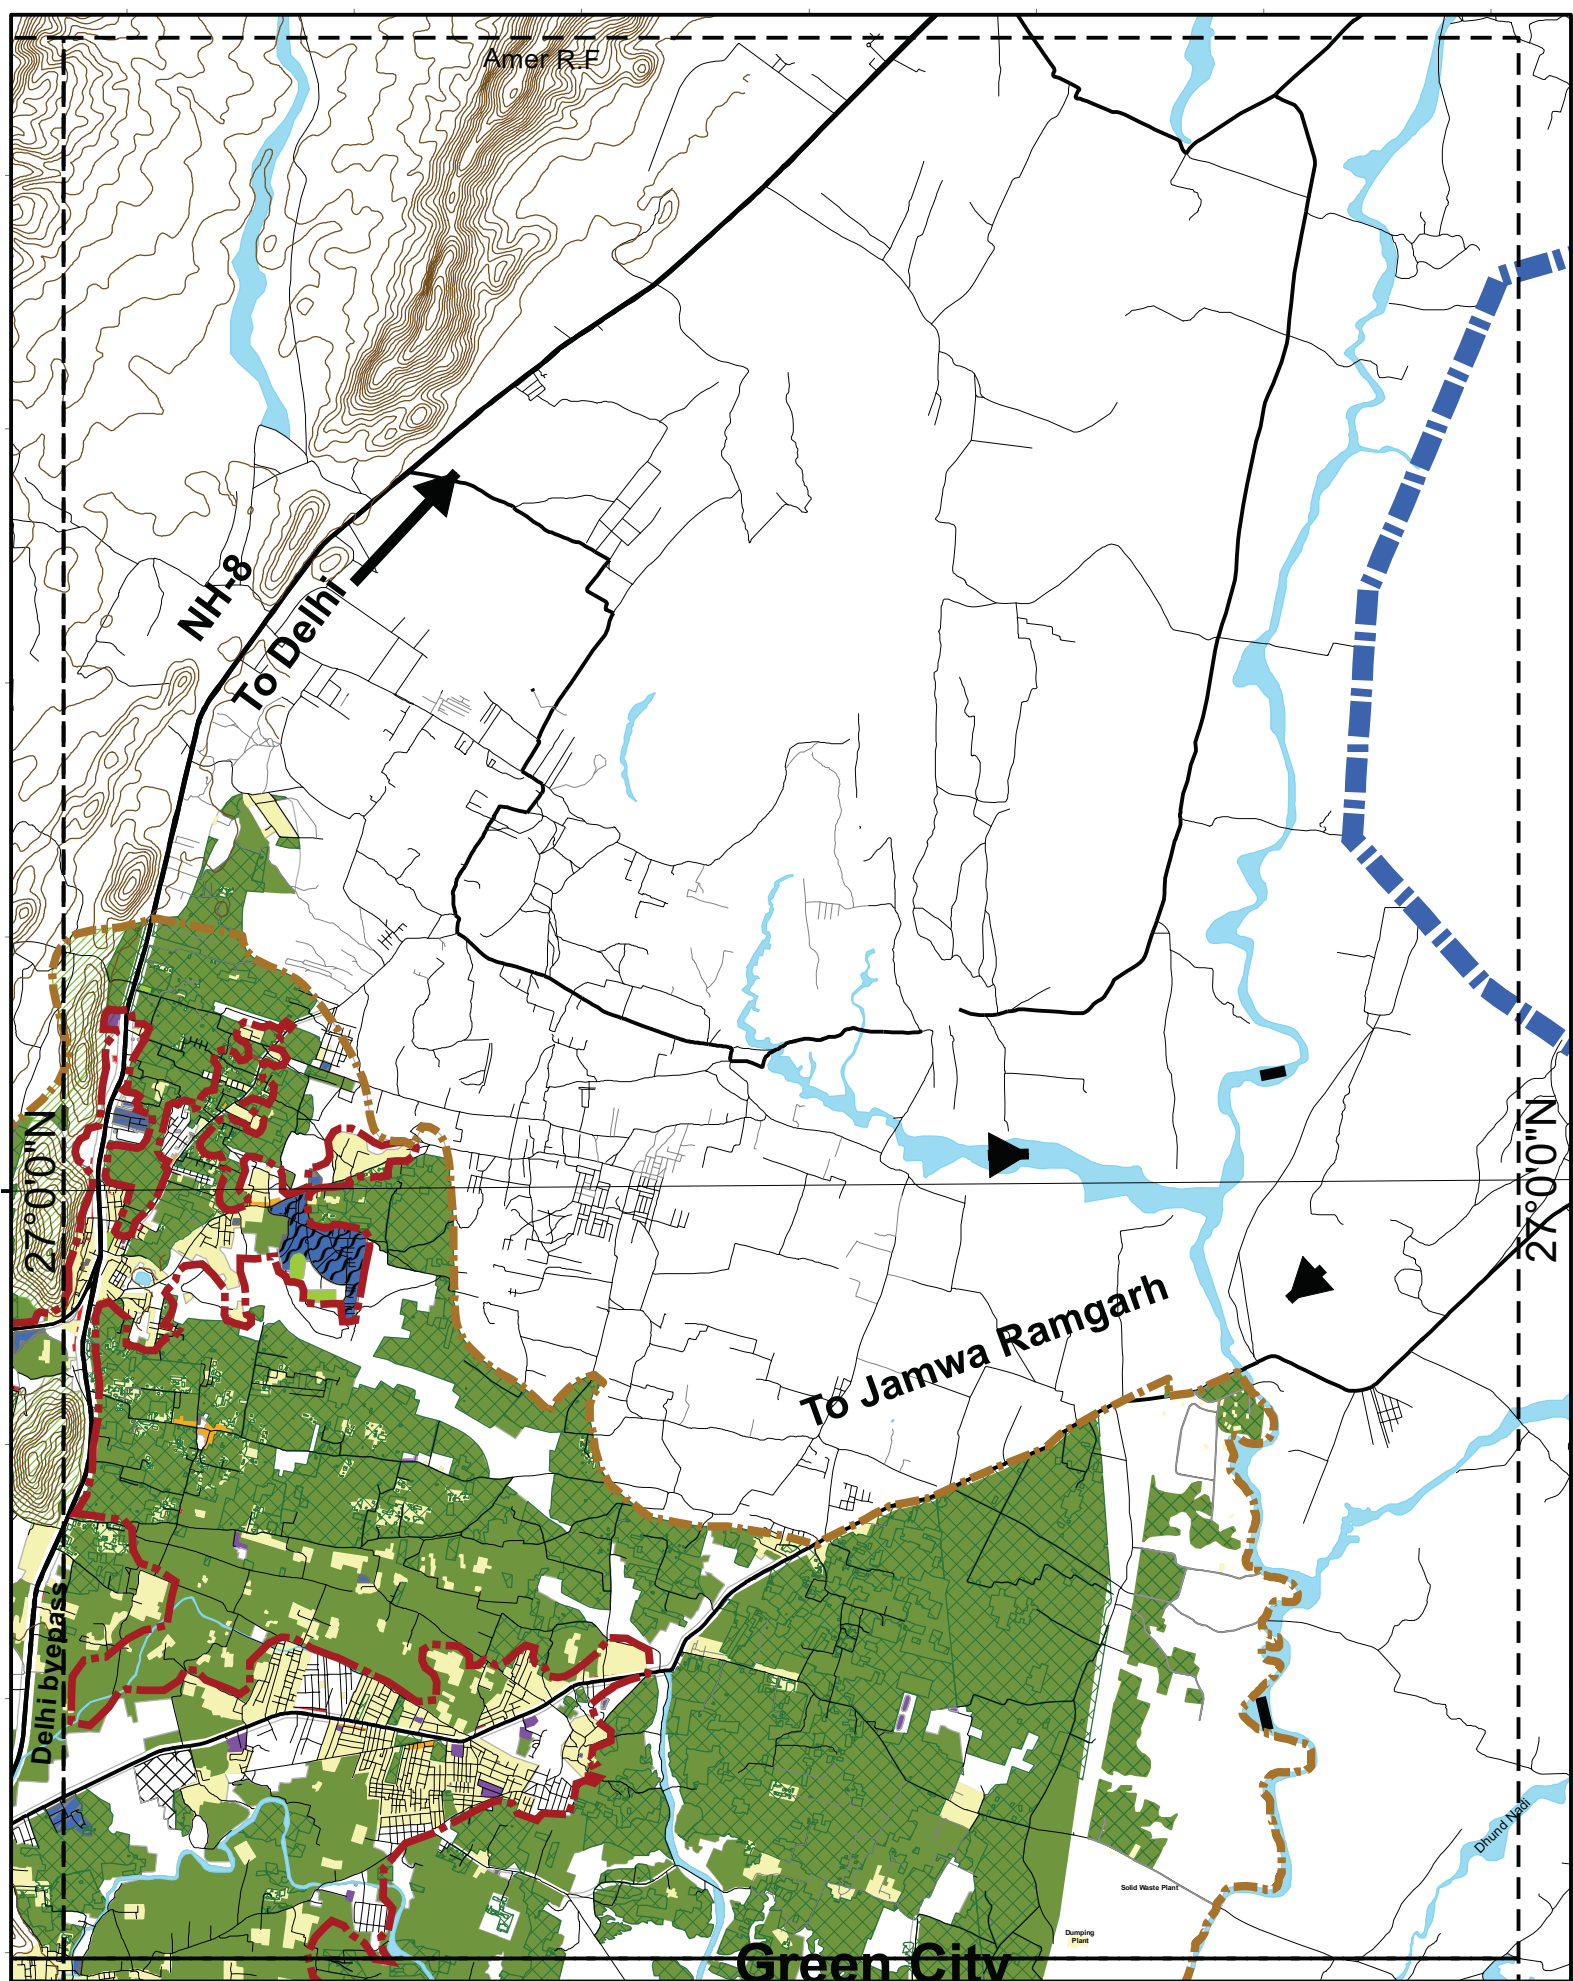 Amer R.F
NH-8
To Delhi
27°0'0"N
27°0'0"N
To Jamwa Ramgarh
Delhi byepass
Dhund Nadi
Solid Waste Plant
Dumping
Plant
Green City